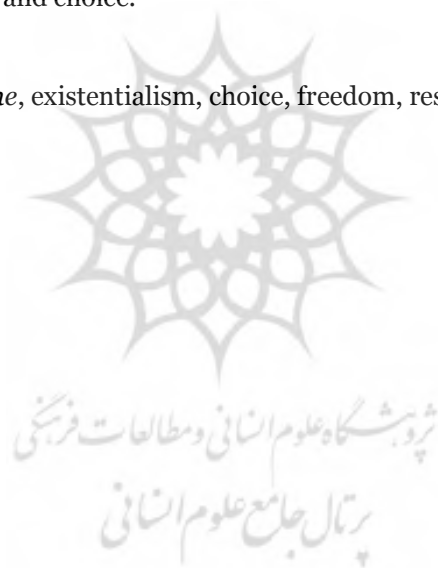 and choice.
ne, existentialism, choice, freedom, res
پژوهشگاه علوم انسانی و مطالعات فرهنگی
پرتال جامع علوم انسانی